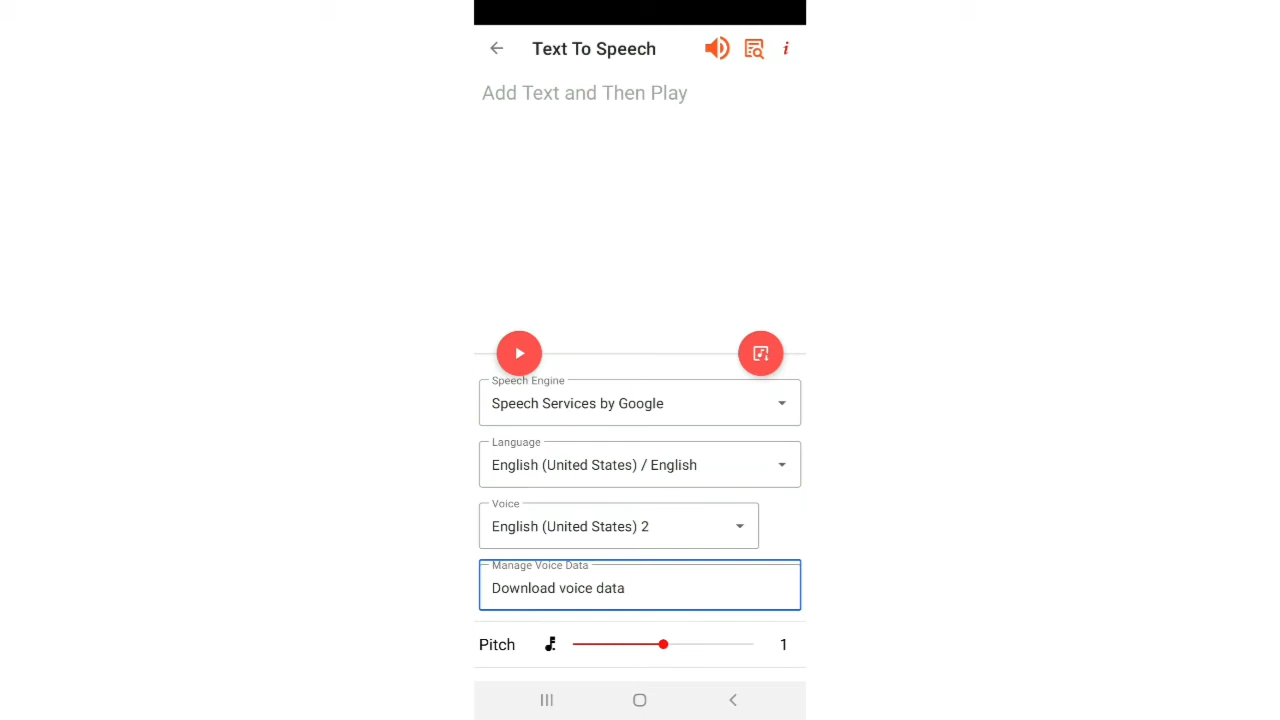 Text To Speech
Add Text and Then Play
Speech Engine
Speech Services by Google
Language
English (United States) / English
Voice
English (United States) 2
Manage Voice Data
Download voice data
Pitch 1